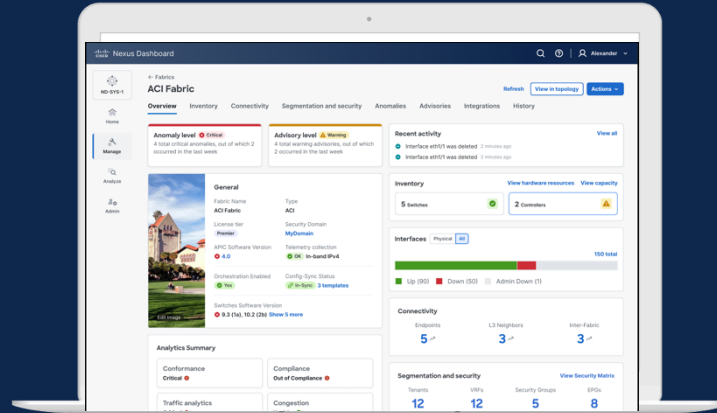 CISCO Nexus Dashboard
Alexander
ND-SYS-1
Home
Manage
Analyze
Admin
← Fabrics
ACI Fabric
Refresh
View in topology
Actions
Overview Inventory Connectivity Segmentation and security Anomalies Advisories Integrations History
Anomaly level Critical
4 total critical anomalies, out of which 2
occurred in the last week
Advisory level Warning
4 total warning advisories, out of which
2 occurred in the last week
Recent activity
View all
Interface eth1/1 was deleted 2 minutes ago
Interface eth1/1 was deleted 2 minutes ago
General
Fabric Name
ACI Fabric
Type
ACI
License tier
Premier
Security Domain
MyDomain
APIC Software Version
4.0
Telemetry collection
OK In-band IPv4
Orchestration Enabled
Yes
Config-Sync Status
In-Sync 3 templates
Switches Software Version
9.3 (1a), 10.2 (2b) Show 5 more
Edit Image
Inventory
View hardware resources View capacity
5 Switches
2 Controllers
Interfaces Physical All
150 total
Up (90) Down (50) Admin Down (1)
Connectivity
Endpoints
5
L3 Neighbors
3
Inter-Fabric
3
Analytics Summary
Conformance
Critical
Compliance
Out of Compliance
Traffic analytics
Congestion
Segmentation and security
View Security Matrix
Tenants
12
VRFs
12
Security Groups
5
EPGs
8